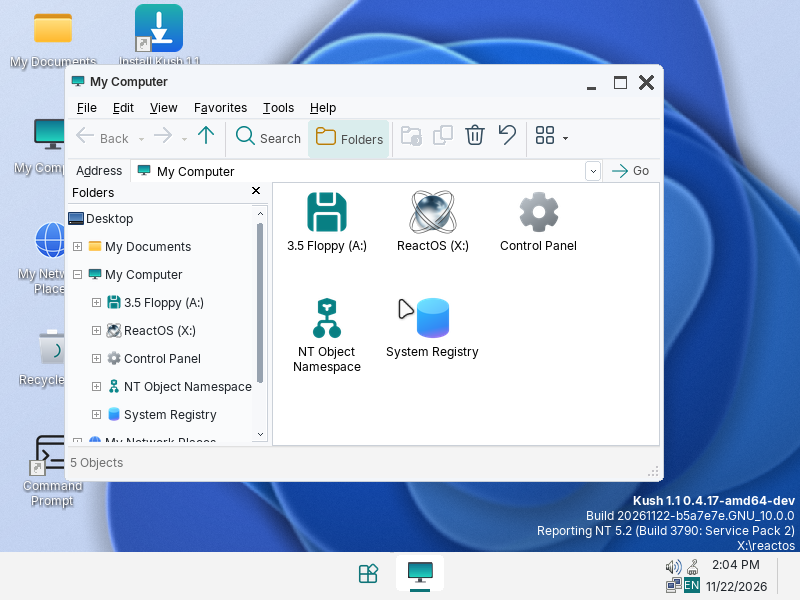 My Documents
Install Kush 1.1
My Computer
File Edit View Favorites Tools Help
Back Search Folders
Address My Computer Go
Folders
Desktop
My Documents
My Computer
3.5 Floppy (A:)
ReactOS (X:)
Control Panel
NT Object Namespace
System Registry
My Network Places
3.5 Floppy (A:) ReactOS (X:) Control Panel
NT Object
Namespace
System Registry
5 Objects
My Com
My Netw
Place
Recycle
Command
Prompt
Kush 1.1 0.4.17-amd64-dev
Build 20261122-b5a7e7e.GNU_10.0.0
Reporting NT 5.2 (Build 3790: Service Pack 2)
X:\reactos
2:04 PM
EN 11/22/2026